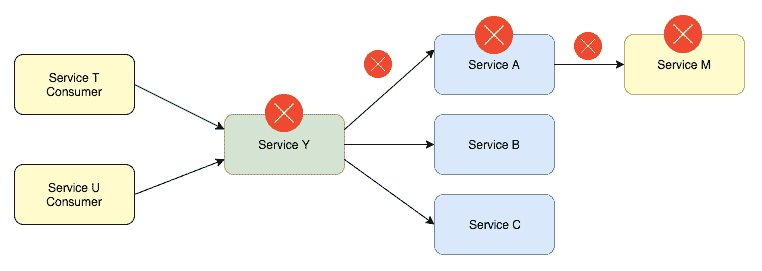 Service T
Consumer
Service U
Consumer
Service Y
Service A
Service B
Service C
Service M